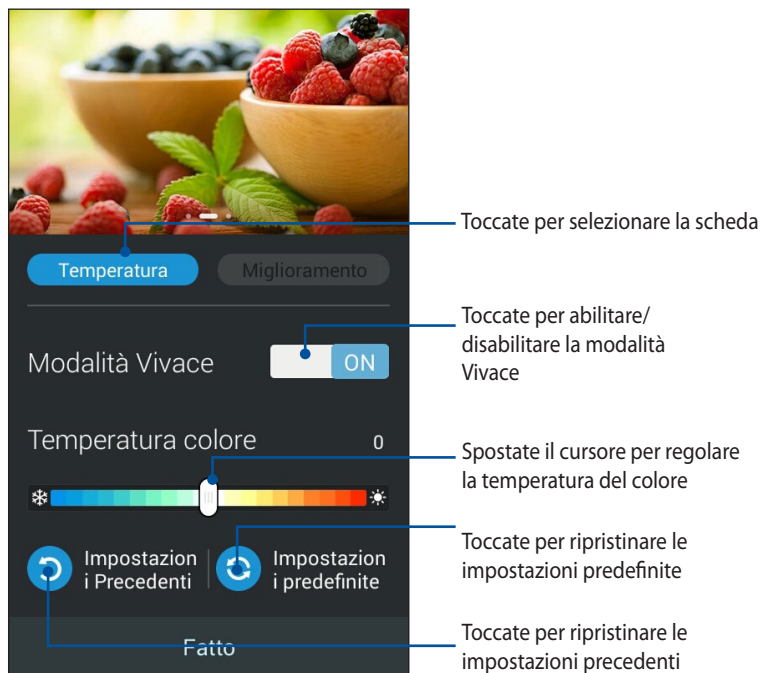 Toccate per selezionare la scheda
Temperatura
Miglioramento
Toccate per abilitare/
disabilitare la modalità
Vivace
Modalità Vivace
ON
Temperatura colore
0
Spostate il cursore per regolare
la temperatura del colore
Impostazion
i Precedenti
Impostazion
i predefinite
Toccate per ripristinare le
impostazioni predefinite
Fatto
Toccate per ripristinare le
impostazioni precedenti